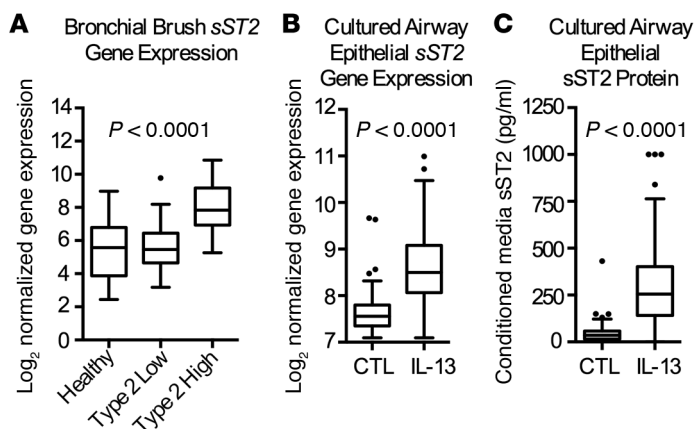 A
Bronchial Brush sST2
Gene Expression
Log2 normalized gene expression
14
12
10
8
6
4
2
0
P < 0.0001
Healthy
Type 2 Low
Type 2 High
B
Cultured Airway
Epithelial sST2
Gene Expression
Log2 normalized gene expression
12
11
10
9
8
7
P < 0.0001
CTL
IL-13
C
Cultured Airway
Epithelial
sST2 Protein
Conditioned media sST2 (pg/ml)
1250
1000
750
500
250
0
P < 0.0001
CTL
IL-13